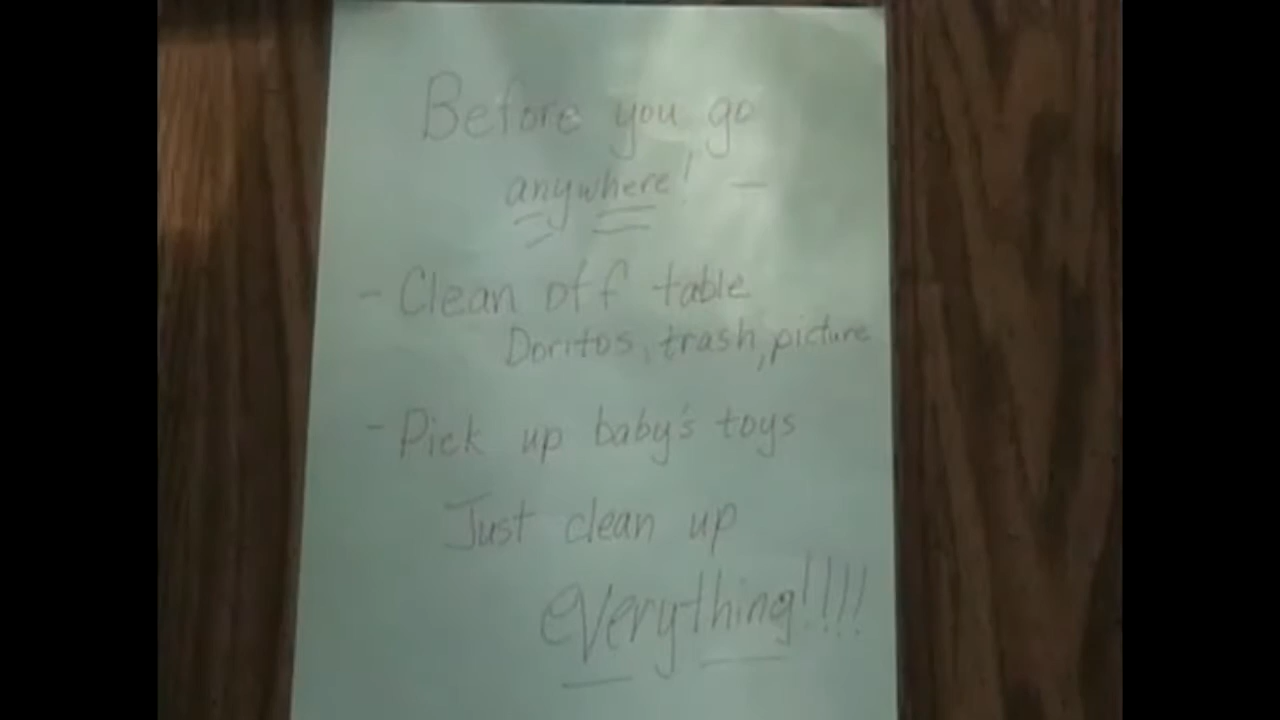 Before you go
anywhere! -
- Clean off table
Doritos, trash, picture
- Pick up baby's toys
Just clean up
everything!!!!